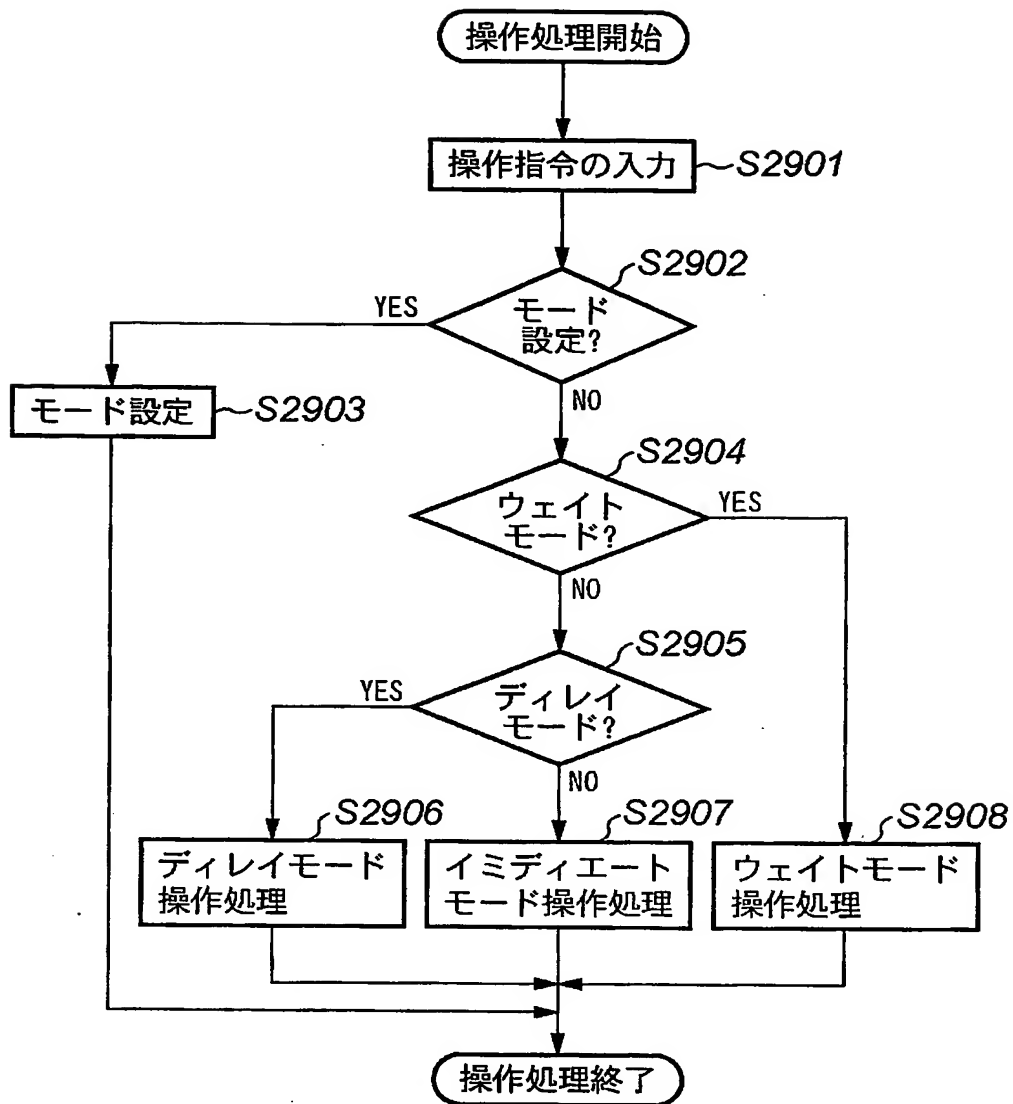 操作処理開始
操作指令の入力
S2901
S2902
YES
モード
設定?
NO
モード設定
S2903
S2904
ウェイト
モード?
YES
NO
S2905
YES
ディレイ
モード?
NO
S2906
S2907
S2908
ディレイモード
操作処理
イミディエート
モード操作処理
ウェイトモード
操作処理
操作処理終了